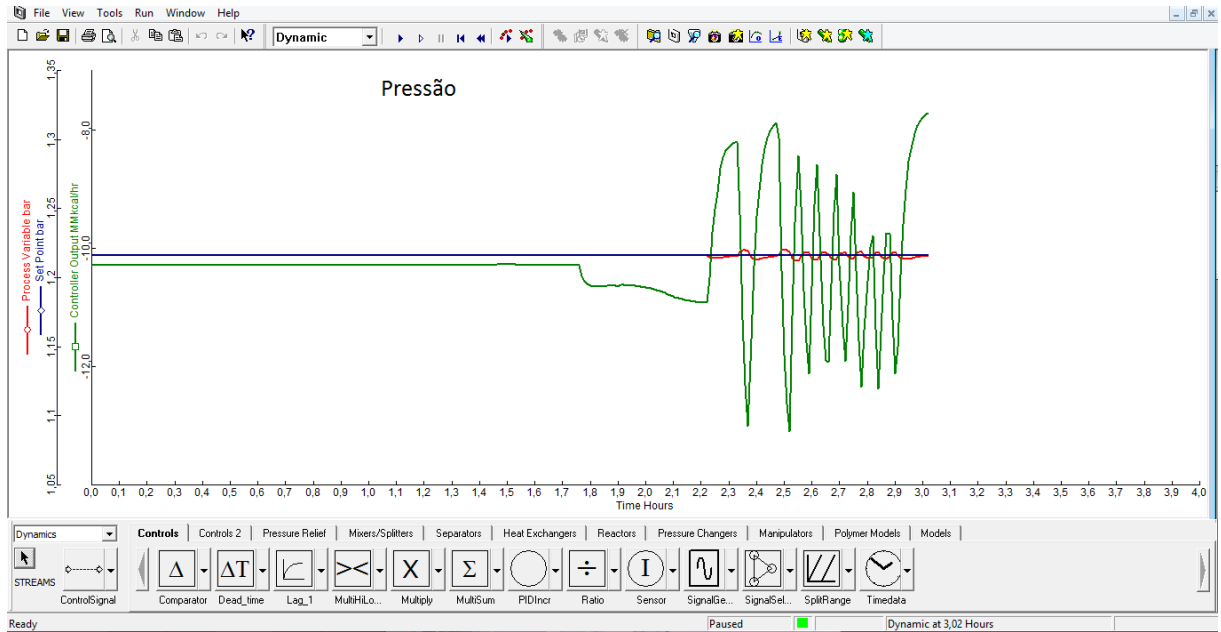 File View Tools Run Window Help
Dynamic
Pressão
1,35
1,3
1,25
1,2
1,15
1,1
1,05
-8,0
-10,0
-12,0
Process Variable bar
Set Point bar
Controller Output MMkcal/hr
0,0 0,1 0,2 0,3 0,4 0,5 0,6 0,7 0,8 0,9 1,0 1,1 1,2 1,3 1,4 1,5 1,6 1,7 1,8 1,9 2,0 2,1 2,2 2,3 2,4 2,5 2,6 2,7 2,8 2,9 3,0 3,1 3,2 3,3 3,4 3,5 3,6 3,7 3,8 3,9 4,0
Time Hours
Dynamics Controls Controls 2 Pressure Relief Mixers/Splitters Separators Heat Exchangers Reactors Pressure Changers Manipulators Polymer Models Models
Δ ΔT >< X Σ ÷ I
STREAMS
ControlSignal Comparator Dead_time Lag_1 MultiHiLo... Multiply MultiSum PIDIncr Ratio Sensor SignalGe... SignalSel... SplitRange Timedata
Ready Paused Dynamic at 3,02 Hours